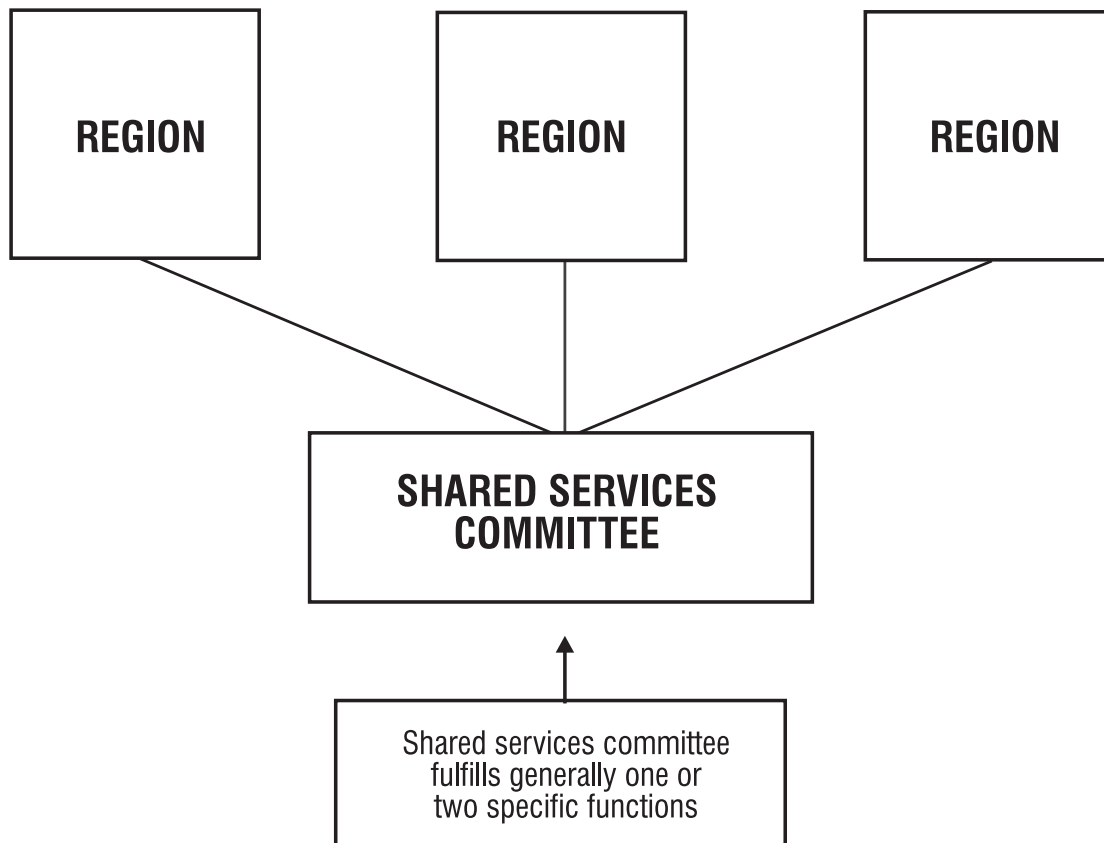 REGION
REGION
REGION
SHARED SERVICES
COMMITTEE
Shared services committee
fulfills generally one or
two specific functions